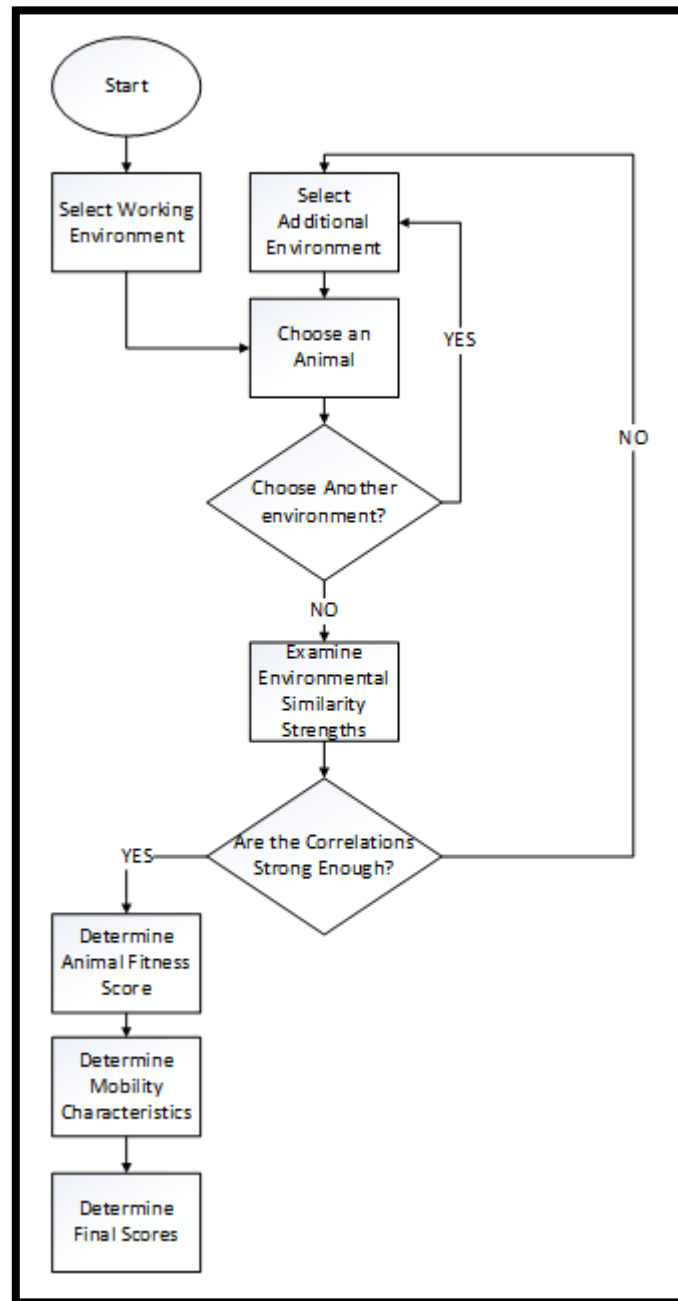 Start
Select Working
Environment
Select
Additional
Environment
Choose an
Animal
YES
Choose Another
environment?
NO
NO
Examine
Environmental
Similarity
Strengths
Are the Correlations
Strong Enough?
YES
Determine
Animal Fitness
Score
Determine
Mobility
Characteristics
Determine
Final Scores